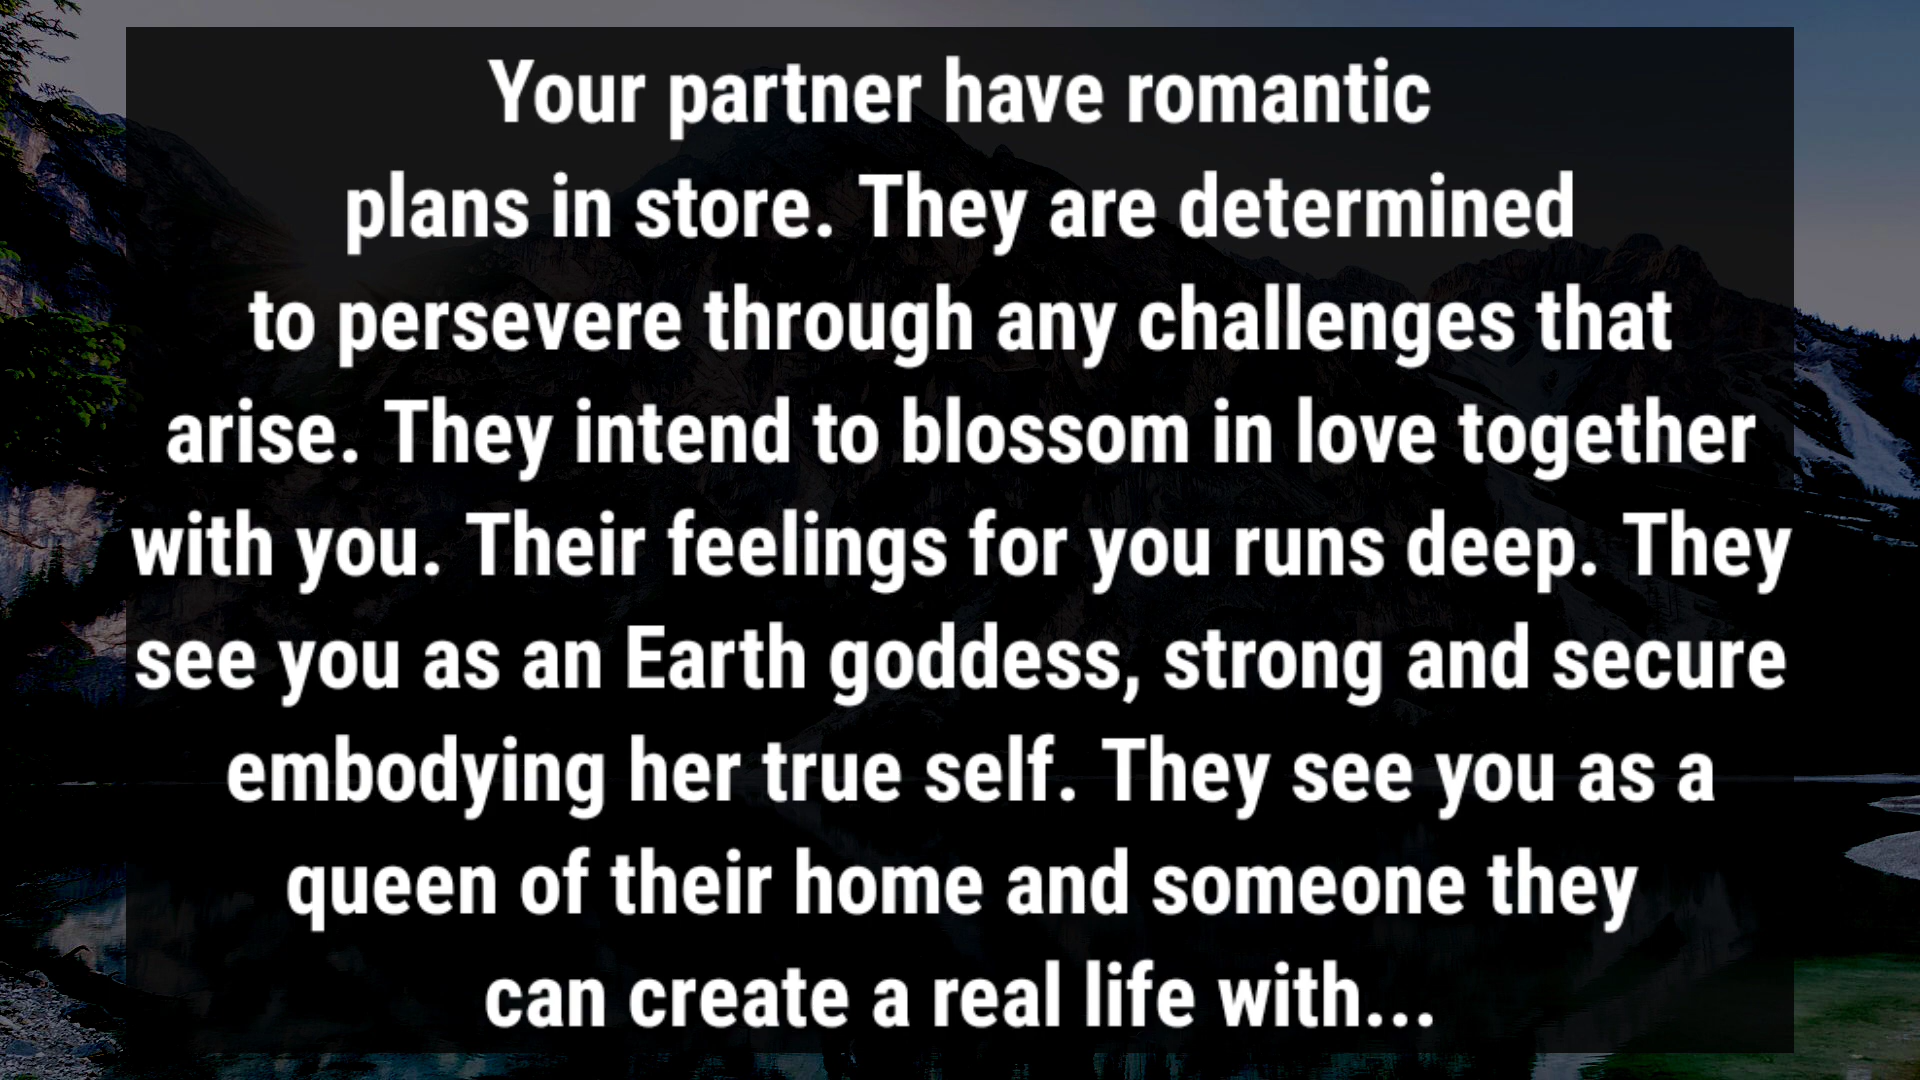 Your partner have romantic
plans in store. They are determined
to persevere through any challenges that
arise. They intend to blossom in love together
with you. Their feelings for you runs deep. They
see you as an Earth goddess, strong and secure
embodying her true self. They see you as a
queen of their home and someone they
can create a real life with...